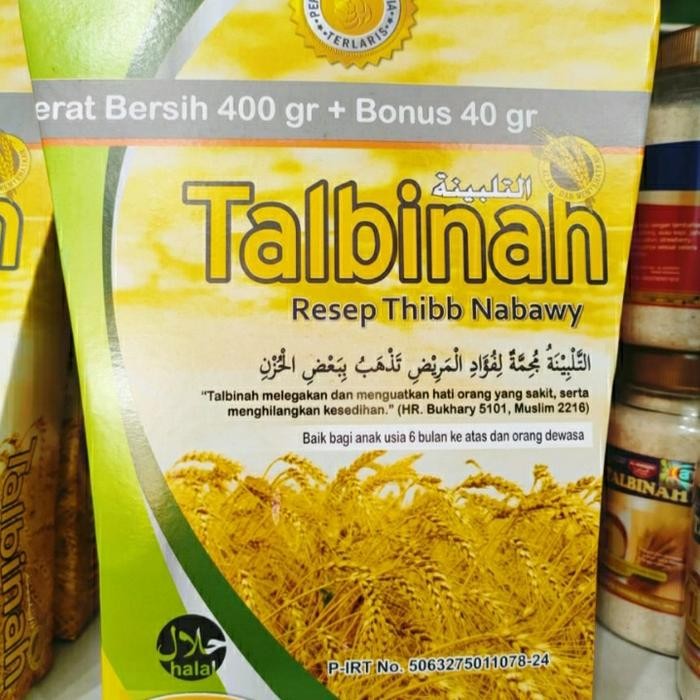 TERLARIS
erat Bersih 400 gr + Bonus 40 gr
التلبينة
Talbinah
Resep Thibb Nabawy
التَّلْبِيْنَةُ مُجِمَّةٌ لِفُؤَادِ الْمَرِيْضِ تَذْهَبُ بِبَعْضِ الْحُزْنِ
“Talbinah melegakan dan menguatkan hati orang yang sakit, serta
menghilangkan kesedihan.” (HR. Bukhary 5101, Muslim 2216)
Baik bagi anak usia 6 bulan ke atas dan orang dewasa
حلال
halal
P-IRT No. 5063275011078-24
Talbinah
TALBINAH